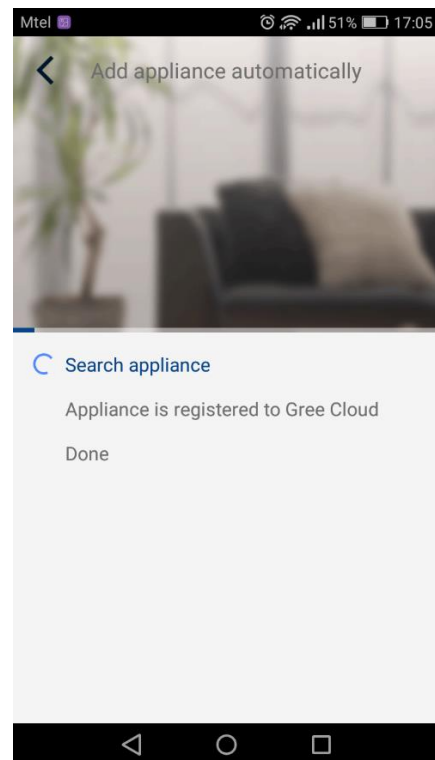 Mtel 51% 17:05
Add appliance automatically
Search appliance
Appliance is registered to Gree Cloud
Done